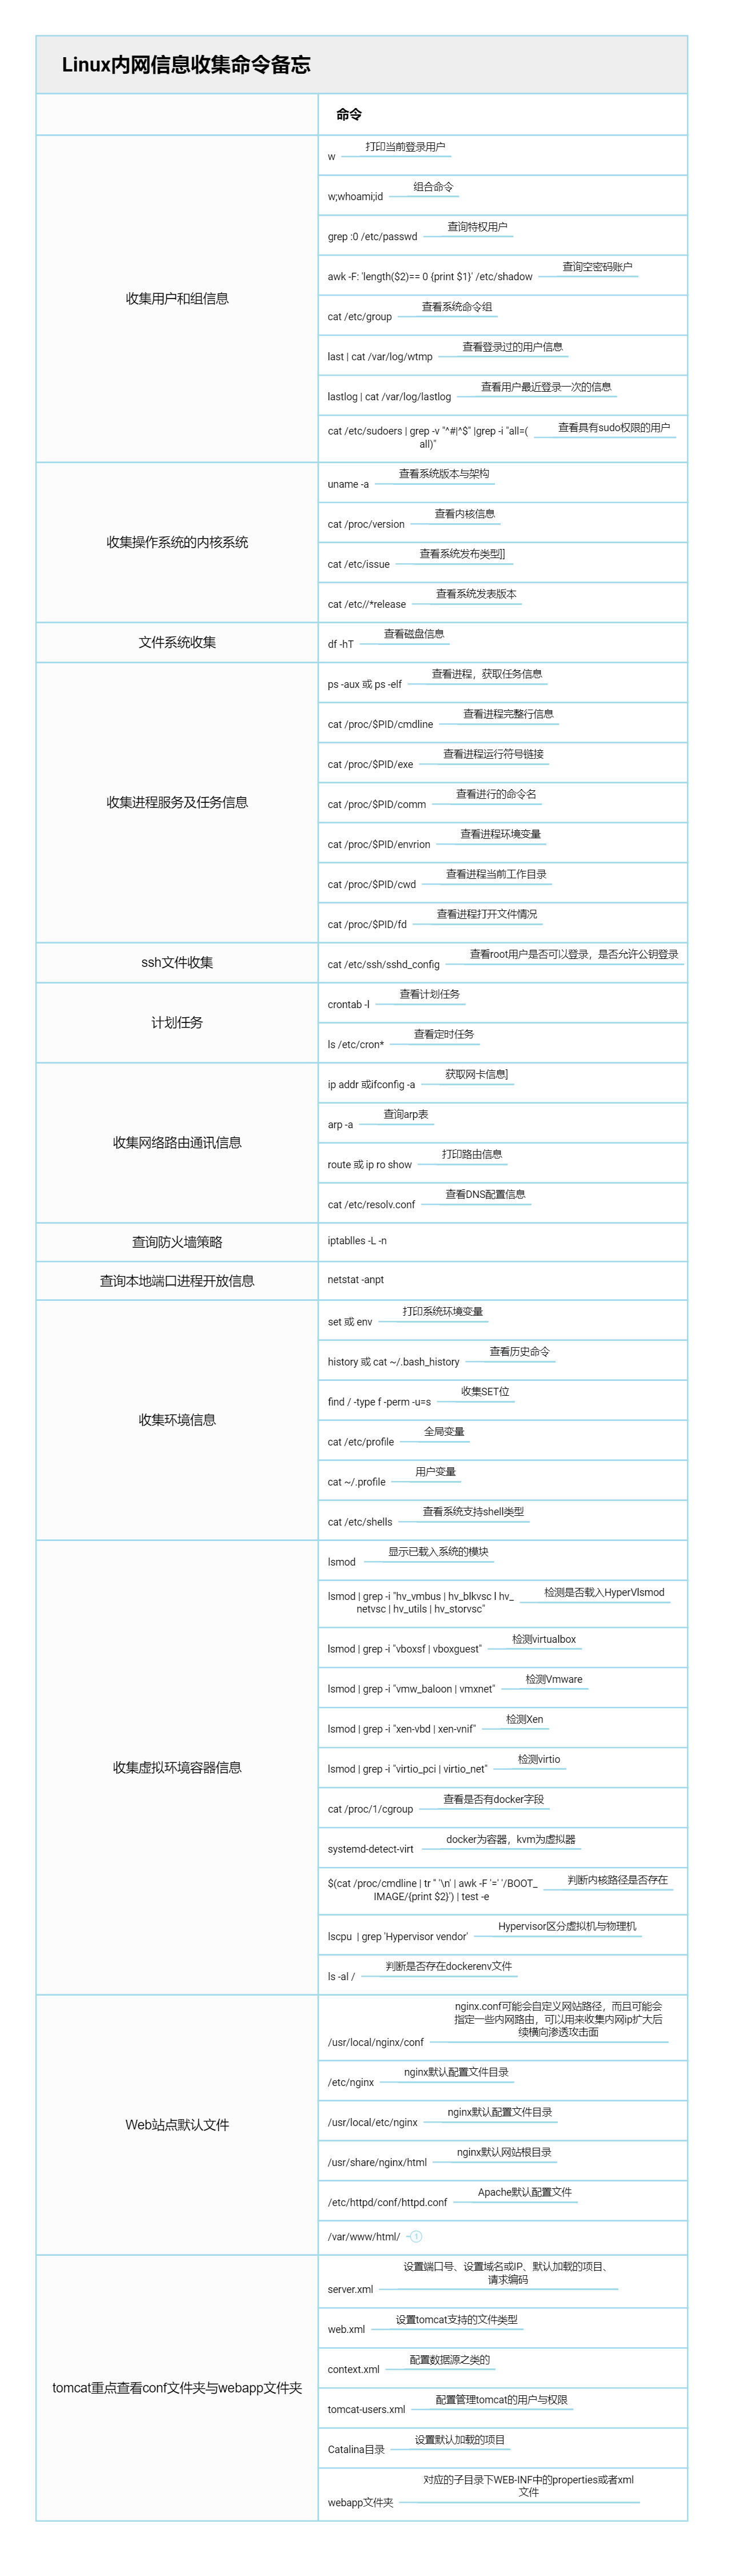 Linux内网信息收集命令备忘
命令
收集用户和组信息
w
打印当前登录用户
w;whoami;id
组合命令
grep :0 /etc/passwd
查询特权用户
awk -F: 'length($2)== 0 {print $1}' /etc/shadow
查询空密码账户
cat /etc/group
查看系统命令组
last | cat /var/log/wtmp
查看登录过的用户信息
lastlog | cat /var/log/lastlog
查看用户最近登录一次的信息
cat /etc/sudoers | grep -v "^#|^$" |grep -i "all=(
all)"
查看具有sudo权限的用户
收集操作系统的内核系统
uname -a
查看系统版本与架构
cat /proc/version
查看内核信息
cat /etc/issue
查看系统发布类型]]
cat /etc//*release
查看系统发表版本
文件系统收集
df -hT
查看磁盘信息
收集进程服务及任务信息
ps -aux 或 ps -elf
查看进程，获取任务信息
cat /proc/$PID/cmdline
查看进程完整行信息
cat /proc/$PID/exe
查看进程运行符号链接
cat /proc/$PID/comm
查看进行的命令名
cat /proc/$PID/envrion
查看进程环境变量
cat /proc/$PID/cwd
查看进程当前工作目录
cat /proc/$PID/fd
查看进程打开文件情况
ssh文件收集
cat /etc/ssh/sshd_config
查看root用户是否可以登录，是否允许公钥登录
计划任务
crontab -l
查看计划任务
ls /etc/cron*
查看定时任务
收集网络路由通讯信息
ip addr 或ifconfig -a
获取网卡信息]
arp -a
查询arp表
route 或 ip ro show
打印路由信息
cat /etc/resolv.conf
查看DNS配置信息
查询防火墙策略
iptablles -L -n
查询本地端口进程开放信息
netstat -anpt
收集环境信息
set 或 env
打印系统环境变量
history 或 cat ~/.bash_history
查看历史命令
find / -type f -perm -u=s
收集SET位
cat /etc/profile
全局变量
cat ~/.profile
用户变量
cat /etc/shells
查看系统支持shell类型
收集虚拟环境容器信息
lsmod
显示已载入系统的模块
lsmod | grep -i "hv_vmbus | hv_blkvsc l hv_
netvsc | hv_utils | hv_storvsc"
检测是否载入HyperVlsmod
lsmod | grep -i "vboxsf | vboxguest"
检测virtualbox
lsmod | grep -i "vmw_baloon | vmxnet"
检测Vmware
lsmod | grep -i "xen-vbd | xen-vnif"
检测Xen
lsmod | grep -i "virtio_pci | virtio_net"
检测virtio
cat /proc/1/cgroup
查看是否有docker字段
systemd-detect-virt
docker为容器，kvm为虚拟器
$(cat /proc/cmdline | tr '' '\n' | awk -F '=' '/BOOT_
IMAGE/{print $2}') | test -e
判断内核路径是否存在
lscpu | grep 'Hypervisor vendor'
Hypervisor区分虚拟机与物理机
ls -al /
判断是否存在dockerenv文件
Web站点默认文件
/usr/local/nginx/conf
nginx.conf可能会自定义网站路径，而且可能会
指定一些内网路由，可以用来收集内网ip扩大后
续横向渗透攻击面
/etc/nginx
nginx默认配置文件目录
/usr/local/etc/nginx
nginx默认配置文件目录
/usr/share/nginx/html
nginx默认网站根目录
/etc/httpd/conf/httpd.conf
Apache默认配置文件
/var/www/html/
1
tomcat重点查看conf文件夹与webapp文件夹
server.xml
设置端口号、设置域名或IP、默认加载的项目、
请求编码
web.xml
设置tomcat支持的文件类型
context.xml
配置数据源之类的
tomcat-users.xml
配置管理tomcat的用户与权限
Catalina目录
设置默认加载的项目
webapp文件夹
对应的子目录下WEB-INF中的properties或者xml
文件